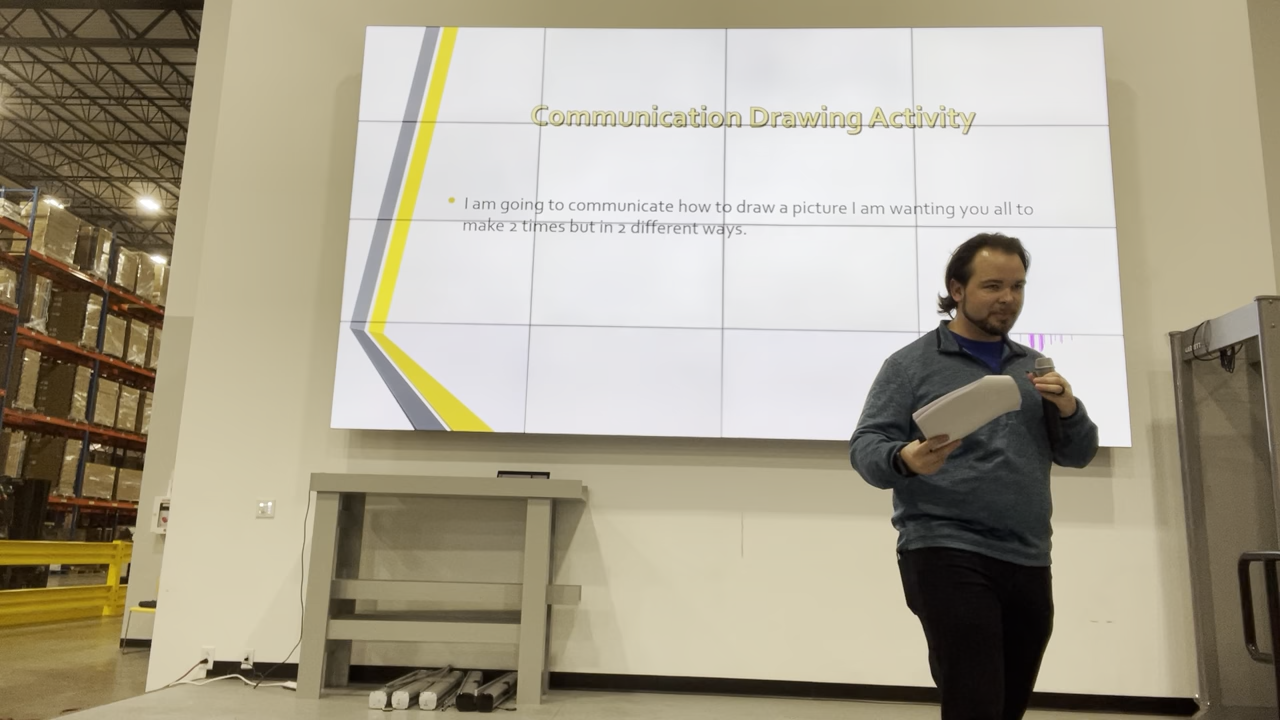 Communication Drawing Activity
I am going to communicate how to draw a picture I am wanting you all to
make 2 times but in 2 different ways.
GARRETT